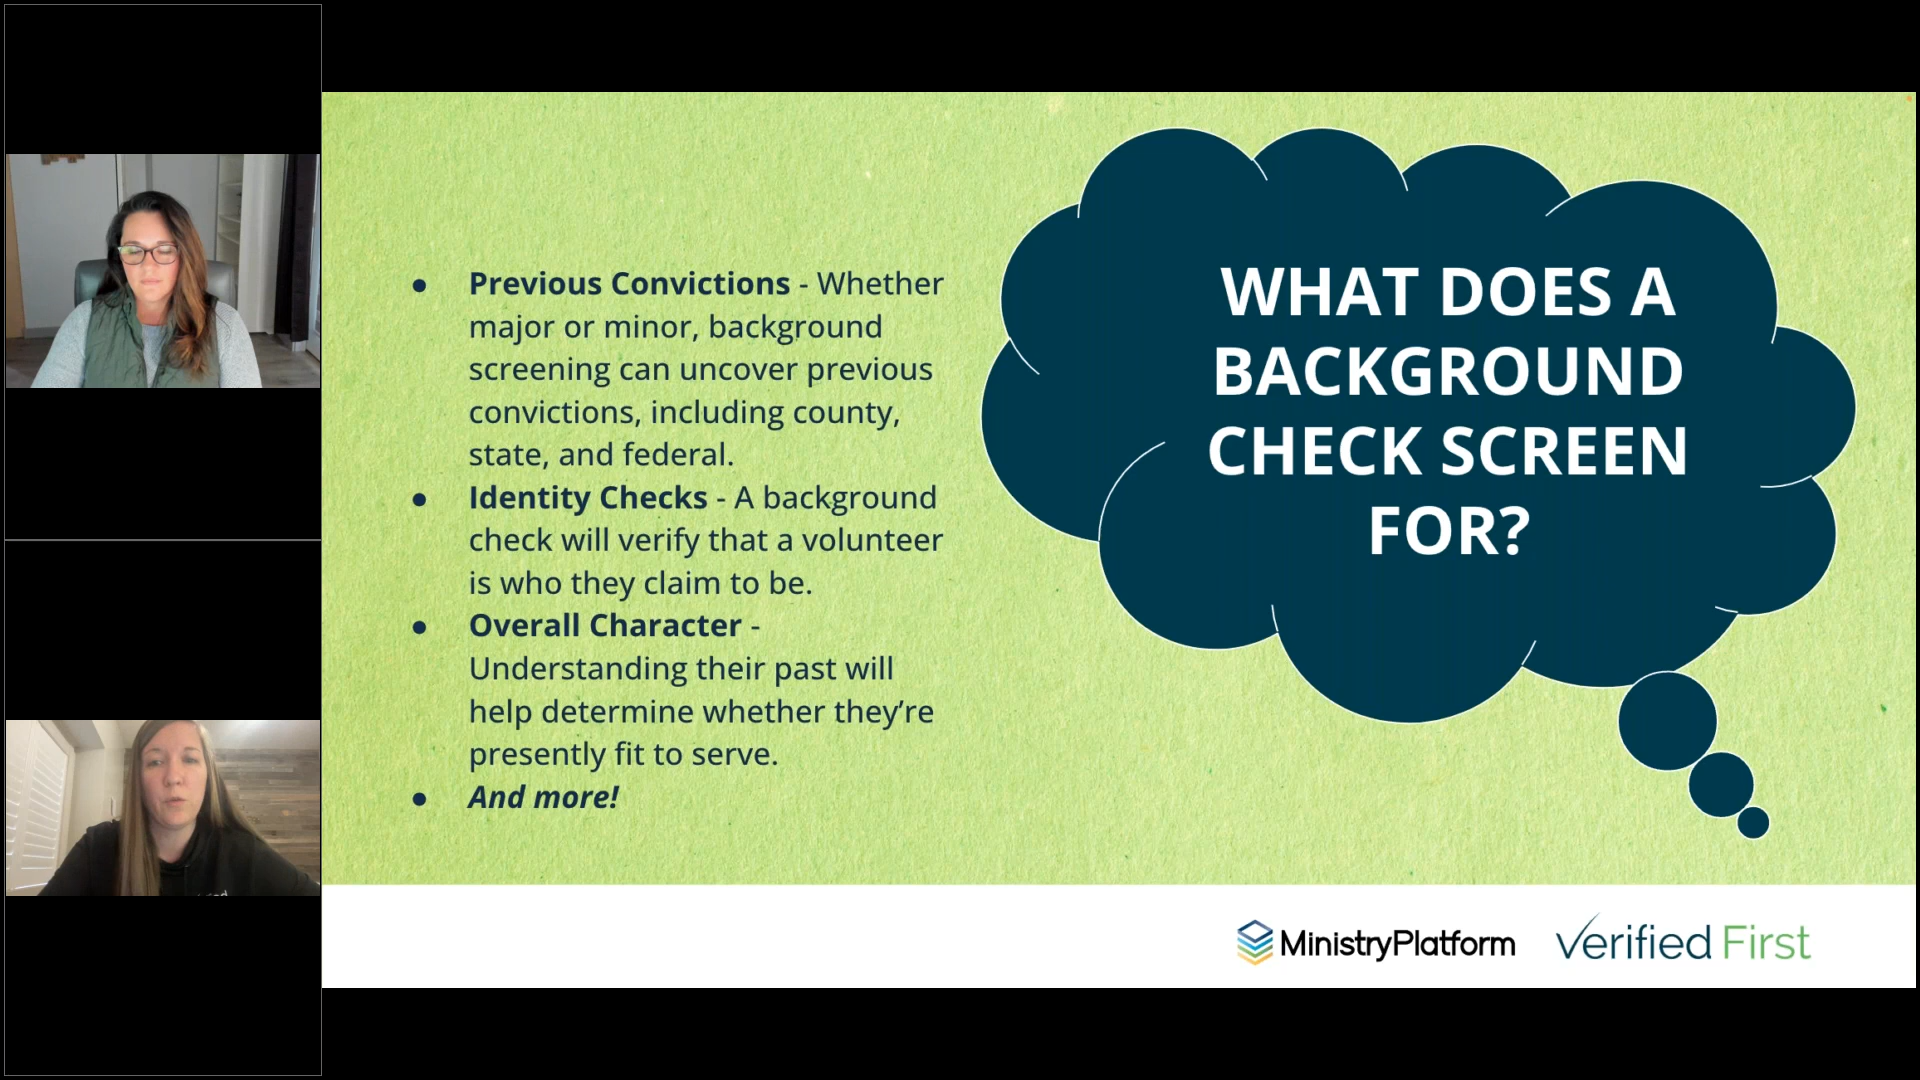 ● Previous Convictions - Whether
major or minor, background
screening can uncover previous
convictions, including county,
state, and federal.
● Identity Checks - A background
check will verify that a volunteer
is who they claim to be.
● Overall Character -
Understanding their past will
help determine whether they’re
presently fit to serve.
● And more!
WHAT DOES A
BACKGROUND
CHECK SCREEN
FOR?
MinistryPlatform
Verified First